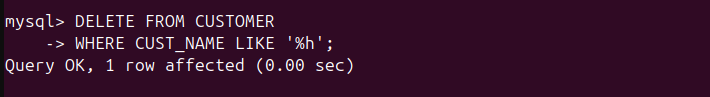 mysql> DELETE FROM CUSTOMER
    -> WHERE CUST_NAME LIKE '%h';
Query OK, 1 row affected (0.00 sec)